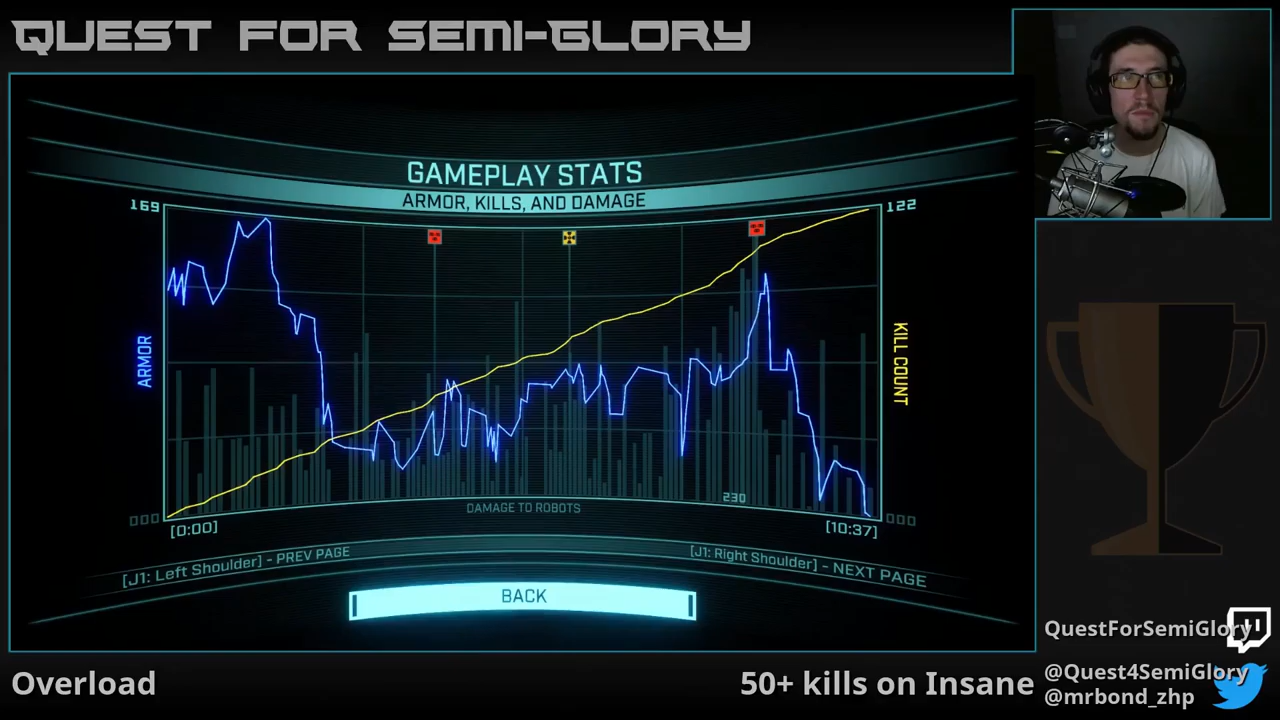 QUEST FOR SEMI-GLORY
GAMEPLAY STATS
ARMOR, KILLS, AND DAMAGE
169
122
ARMOR
KILL COUNT
230
000
DAMAGE TO ROBOTS
000
[0:00]
[10:37]
[J1: Left Shoulder] - PREV PAGE
[J1: Right Shoulder] - NEXT PAGE
BACK
QuestForSemiGlory
@Quest4SemiGlory
@mrbond_zhp
Overload
50+ kills on Insane